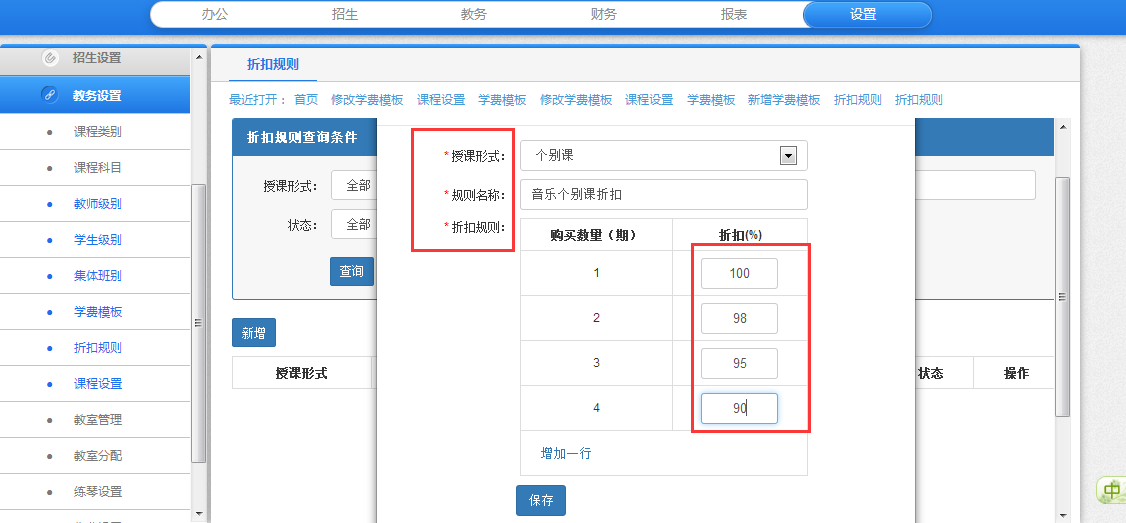 办公 招生 教务 财务 报表 设置
招生设置
教务设置
课程类别
课程科目
教师级别
学生级别
集体班别
学费模板
折扣规则
课程设置
教室管理
教室分配
练琴设置
折扣规则
最近打开： 首页 修改学费模板 课程设置 学费模板 修改学费模板 课程设置 学费模板 新增学费模板 折扣规则 折扣规则
折扣规则查询条件
授课形式： 全部
状态： 全部
查询
新增
授课形式 状态 操作
*授课形式： 个别课
*规则名称： 音乐个别课折扣
*折扣规则：
购买数量（期） 折扣(%)
1 100
2 98
3 95
4 90
增加一行
保存
中